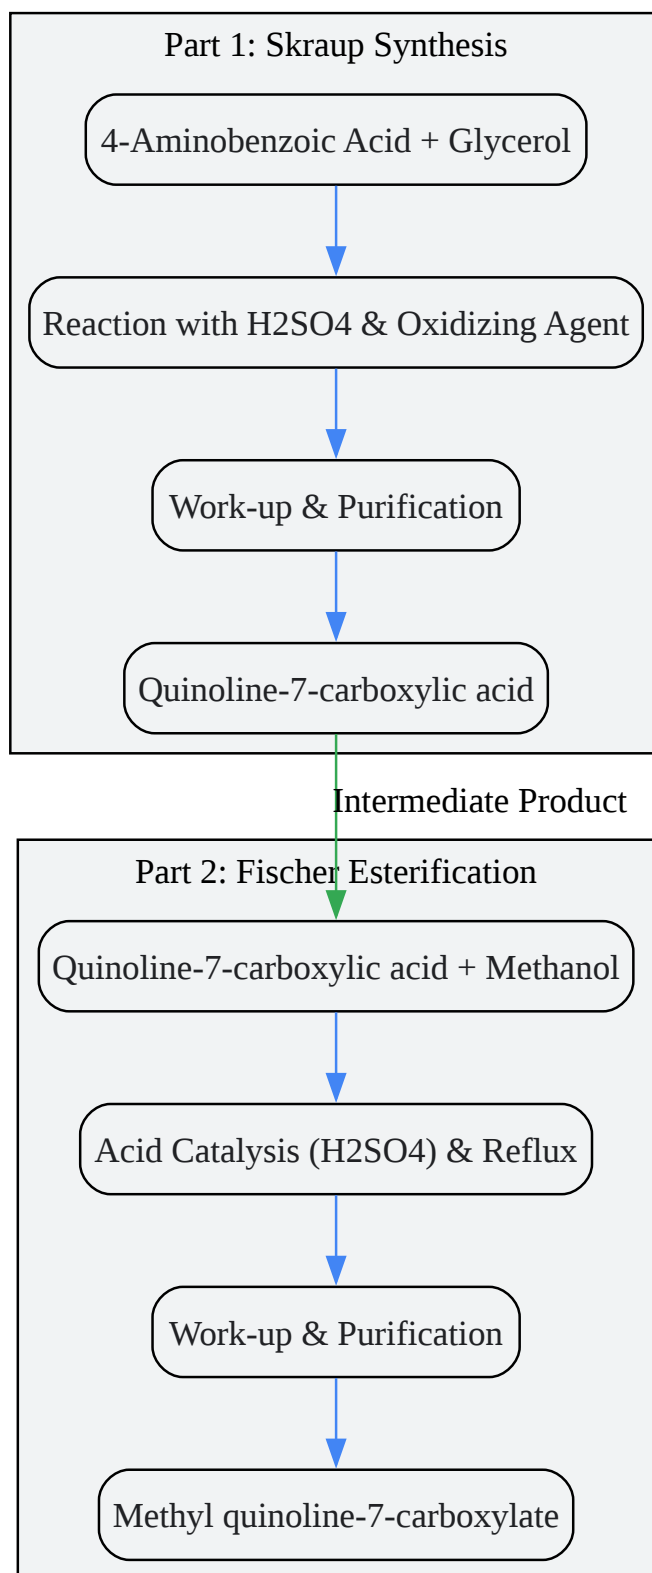 Part 1: Skraup Synthesis
4-Aminobenzoic Acid + Glycerol
Reaction with H2SO4 & Oxidizing Agent
Work-up & Purification
Quinoline-7-carboxylic acid
Intermediate Product
Part 2: Fischer Esterification
Quinoline-7-carboxylic acid + Methanol
Acid Catalysis (H2SO4) & Reflux
Work-up & Purification
Methyl quinoline-7-carboxylate